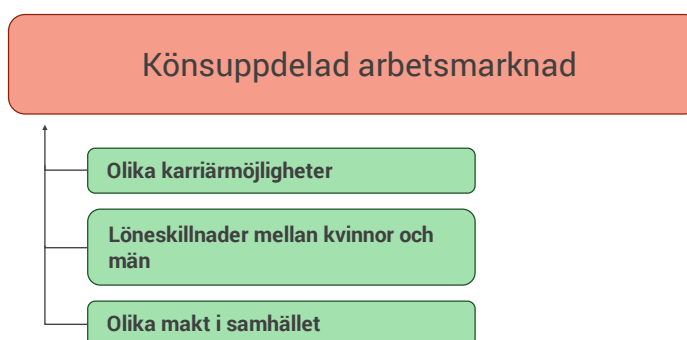 Könsuppdelad arbetsmarknad
Olika karriärmöjligheter
Löneskillnader mellan kvinnor och
män
Olika makt i samhället